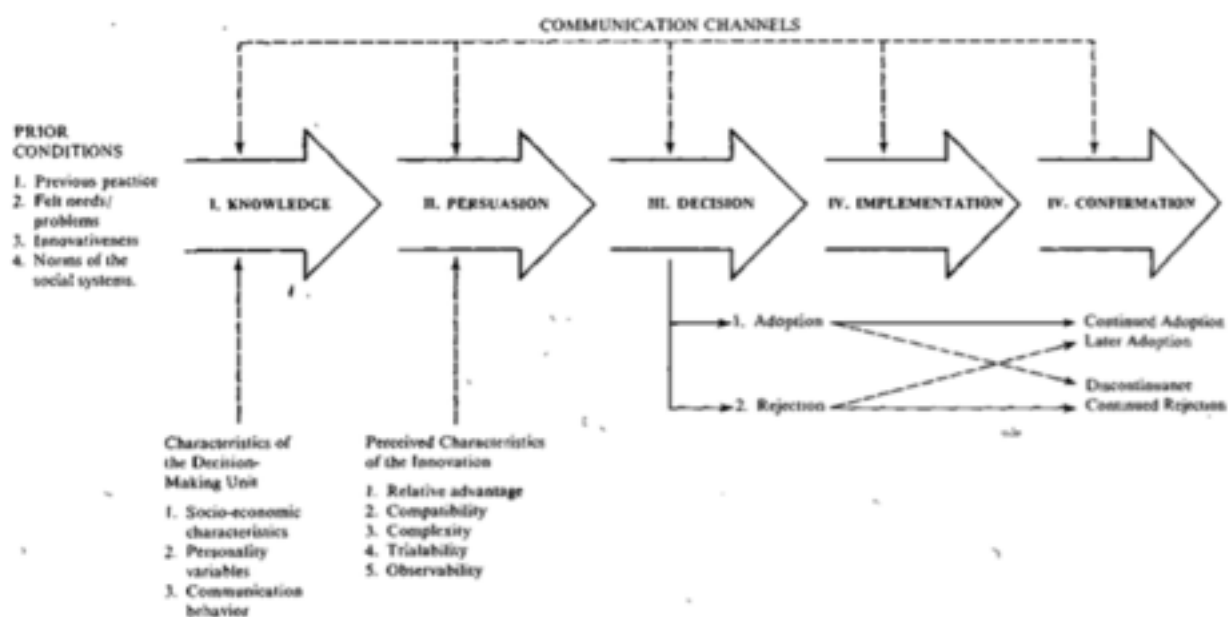 COMMUNICATION CHANNELS
PRIOR
CONDITIONS
1. Previous practice
2. Felt needs/
problems
3. Innovativeness
4. Norms of the
social systems.
I. KNOWLEDGE
II. PERSUASION
III. DECISION
IV. IMPLEMENTATION
IV. CONFIRMATION
1. Adoption
2. Rejection
Continued Adoption
Later Adoption
Discontinuance
Continued Rejection
Characteristics of
the Decision-
Making Unit
1. Socio-economic
characteristics
2. Personality
variables
3. Communication
behavior
Perceived Characteristics
of the Innovation
1. Relative advantage
2. Compatibility
3. Complexity
4. Trialability
5. Observability